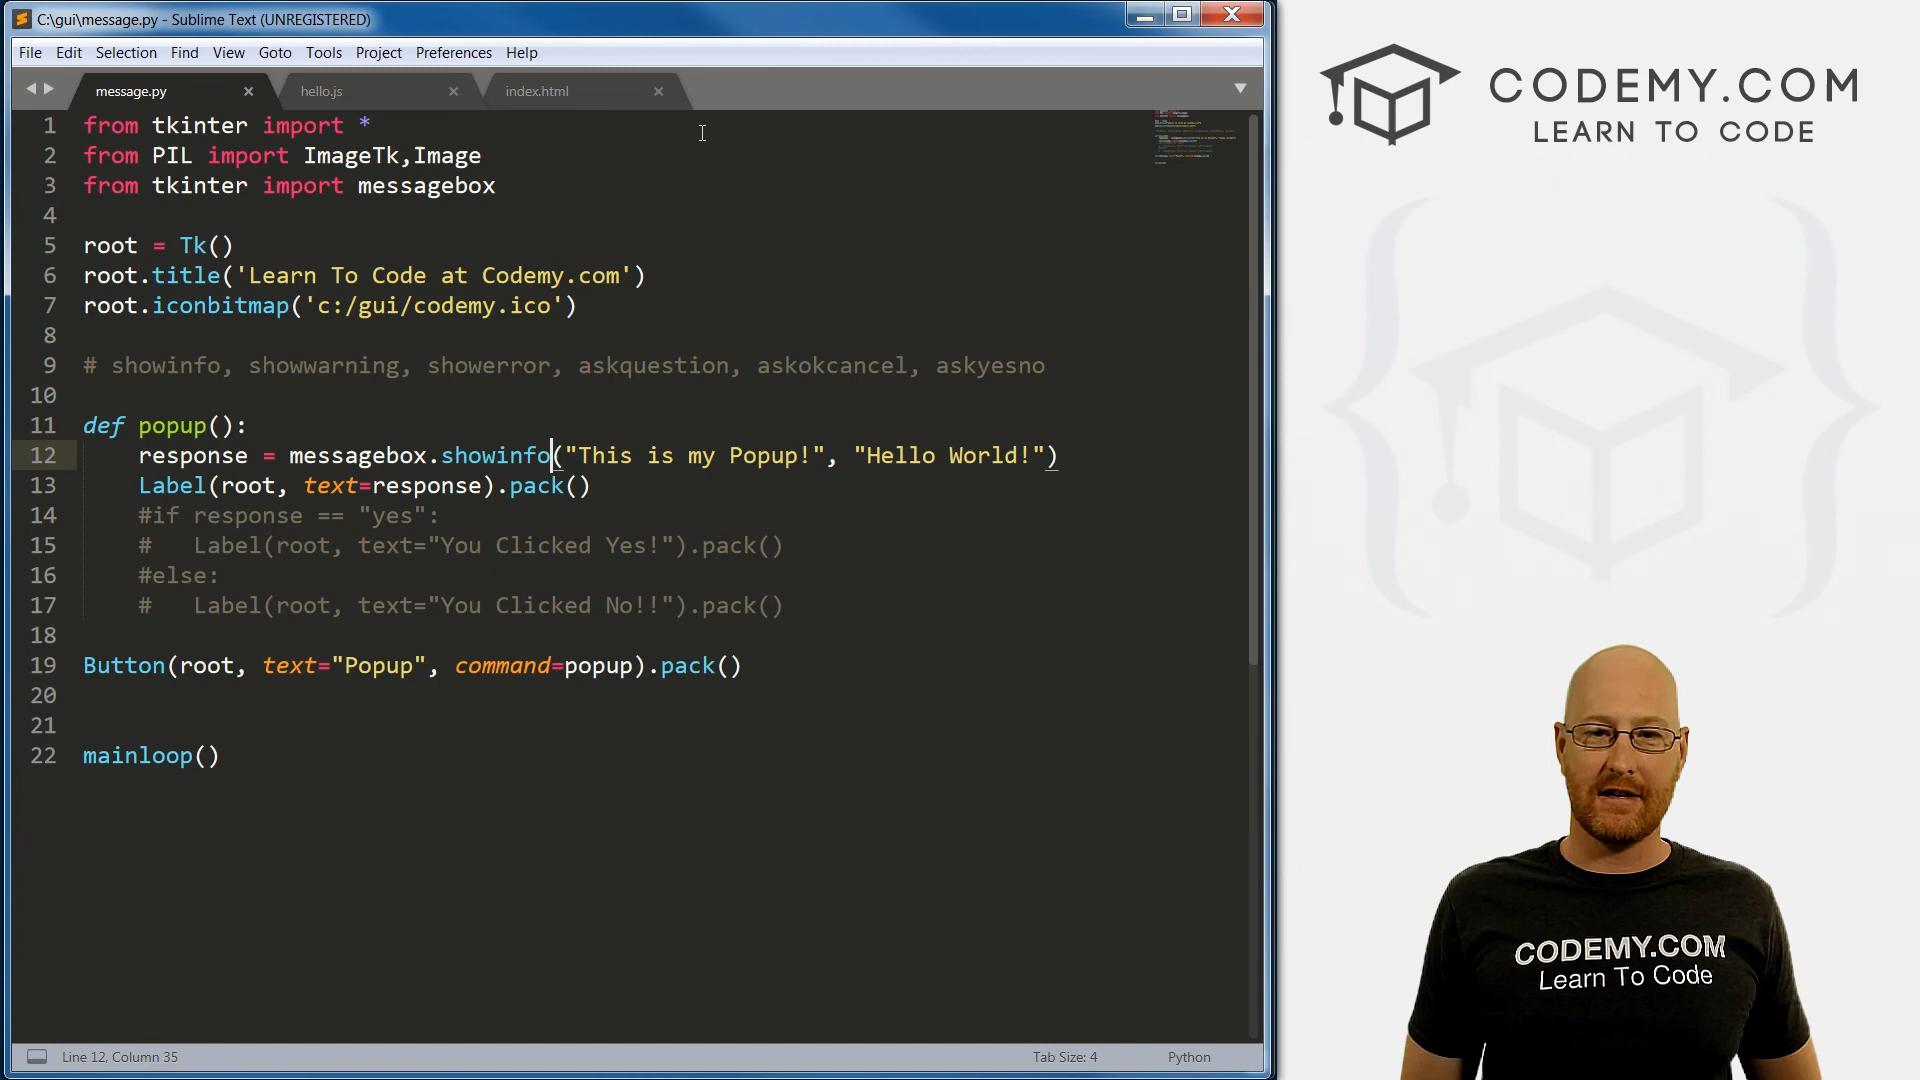 C:\gui\message.py - Sublime Text (UNREGISTERED)
File Edit Selection Find View Goto Tools Project Preferences Help
message.py hello.js index.html
1 from tkinter import *
2 from PIL import ImageTk,Image
3 from tkinter import messagebox
4
5 root = Tk()
6 root.title('Learn To Code at Codemy.com')
7 root.iconbitmap('c:/gui/codemy.ico')
8
9 # showinfo, showwarning, showerror, askquestion, askokcancel, askyesno
10
11 def popup():
12 response = messagebox.showinfo("This is my Popup!", "Hello World!")
13 Label(root, text=response).pack()
14 #if response == "yes":
15 # Label(root, text="You Clicked Yes!").pack()
16 #else:
17 # Label(root, text="You Clicked No!!").pack()
18
19 Button(root, text="Popup", command=popup).pack()
20
21
22 mainloop()
Line 12, Column 35
Tab Size: 4
Python
CODEMY.COM
LEARN TO CODE
CODEMY.COM
Learn To Code